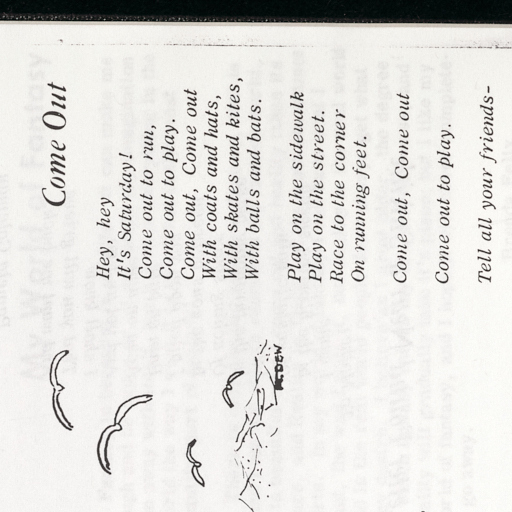 Come Out
Hey, hey
It's Saturday!
Come out to run,
Come out to play.
Come out, Come out
With coats and hats,
With skates and kites,
With balls and bats.
Play on the sidewalk
Play on the street.
Race to the corner
On running feet.
Come out, Come out
Come out to play.
Tell all your friends-